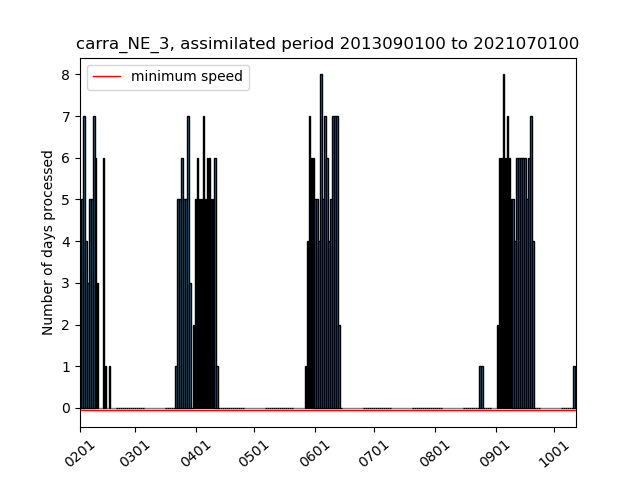 carra_NE_3, assimilated period 2013090100 to 2021070100
minimum speed
Number of days processed
8
7
6
5
4
3
2
1
0
0201 0301 0401 0501 0601 0701 0801 0901 1001